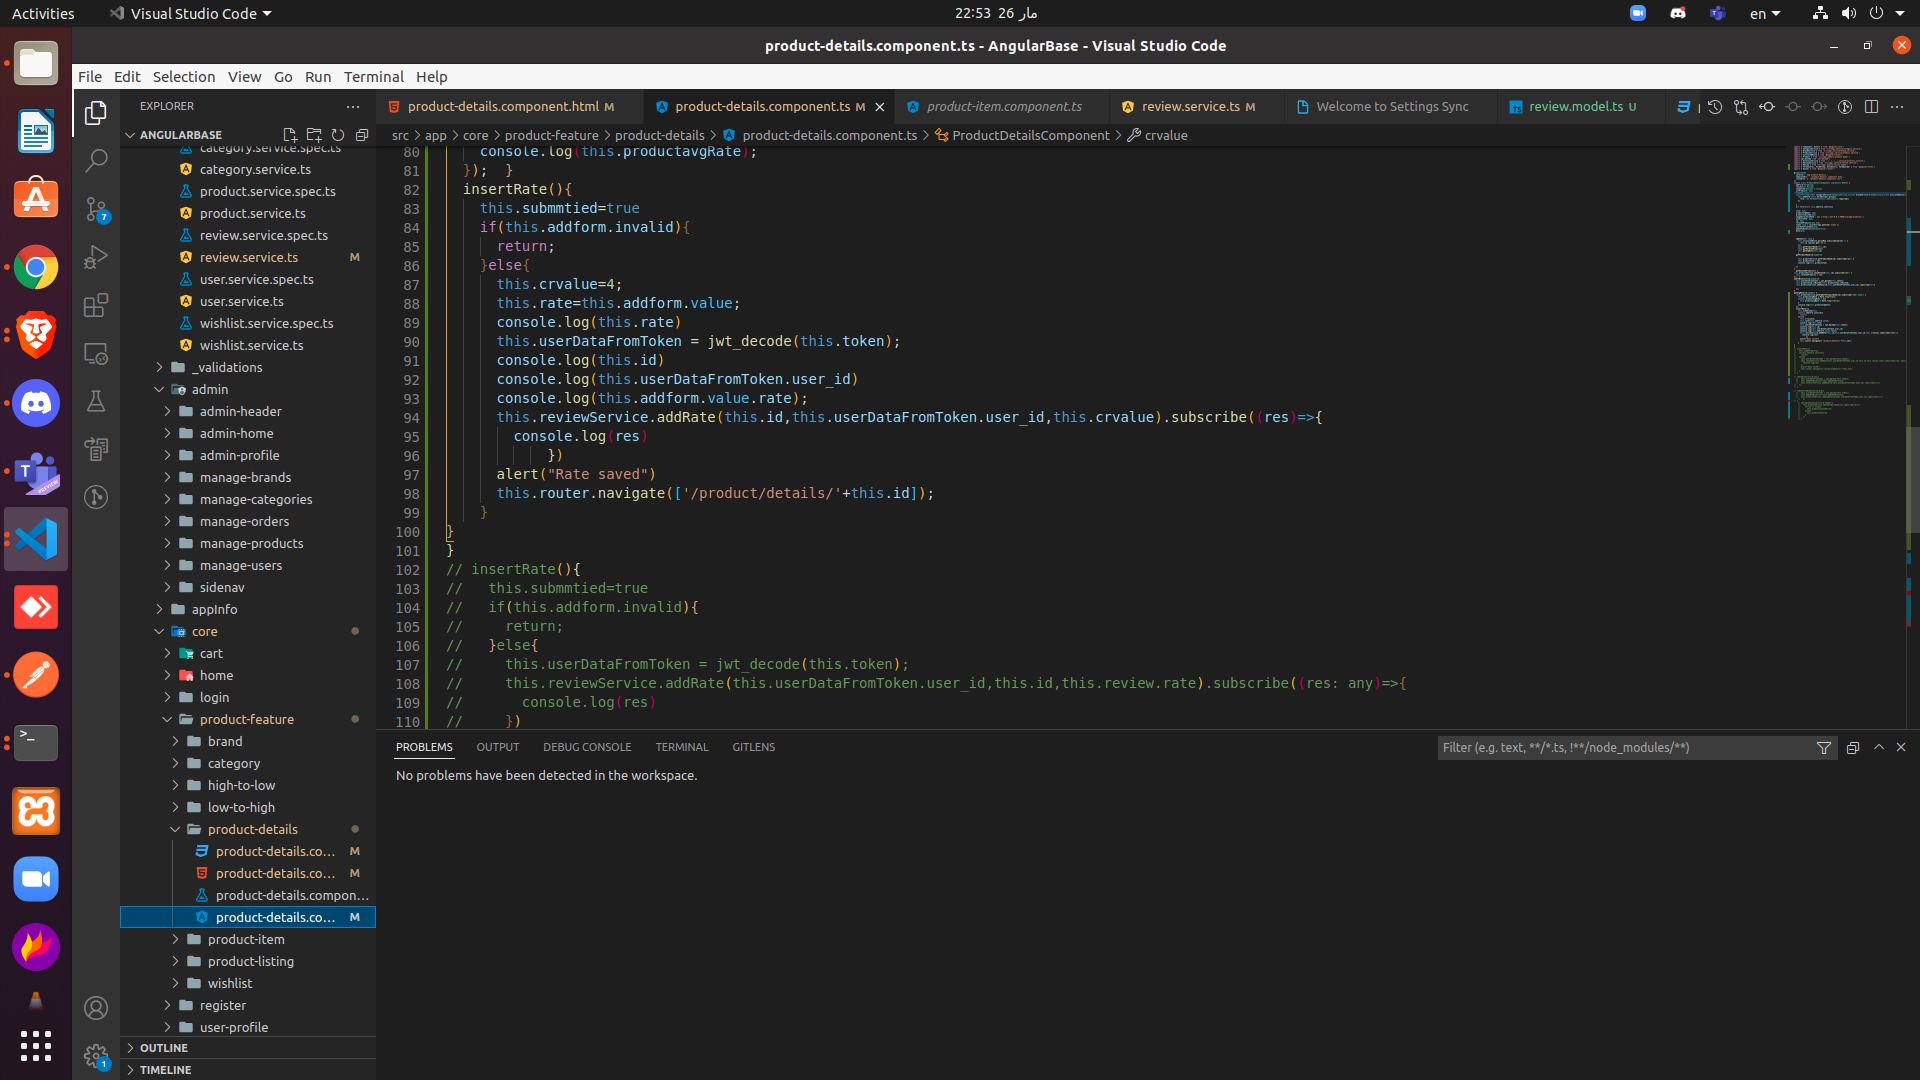 Activities
Visual Studio Code
22:53 26 مار
en
product-details.component.ts - AngularBase - Visual Studio Code
File Edit Selection View Go Run Terminal Help
EXPLORER
product-details.component.html M
product-details.component.ts M
product-item.component.ts
review.service.ts M
Welcome to Settings Sync
review.model.ts U
ANGULARBASE
src > app > core > product-feature > product-details > product-details.component.ts > ProductDetailsComponent > crvalue
category.service.spec.ts
category.service.ts
product.service.spec.ts
product.service.ts
review.service.spec.ts
review.service.ts M
user.service.spec.ts
user.service.ts
wishlist.service.spec.ts
wishlist.service.ts
_validations
admin
admin-header
admin-home
admin-profile
manage-brands
manage-categories
manage-orders
manage-products
manage-users
sidenav
appInfo
core
cart
home
login
product-feature
brand
category
high-to-low
low-to-high
product-details
product-details.co... M
product-details.co... M
product-details.compon...
product-details.co... M
product-item
product-listing
wishlist
register
user-profile
OUTLINE
TIMELINE
7
1
80 console.log(this.productavgRate);
81 }); }
82 insertRate(){
83 this.submmtied=true
84 if(this.addform.invalid){
85 return;
86 }else{
87 this.crvalue=4;
88 this.rate=this.addform.value;
89 console.log(this.rate)
90 this.userDataFromToken = jwt_decode(this.token);
91 console.log(this.id)
92 console.log(this.userDataFromToken.user_id)
93 console.log(this.addform.value.rate);
94 this.reviewService.addRate(this.id,this.userDataFromToken.user_id,this.crvalue).subscribe((res)=>{
95 console.log(res)
96 })
97 alert("Rate saved")
98 this.router.navigate(['/product/details/'+this.id]);
99 }
100 }
101 }
102 // insertRate(){
103 // this.submmtied=true
104 // if(this.addform.invalid){
105 // return;
106 // }else{
107 // this.userDataFromToken = jwt_decode(this.token);
108 // this.reviewService.addRate(this.userDataFromToken.user_id,this.id,this.review.rate).subscribe((res: any)=>{
109 // console.log(res)
110 // })
PROBLEMS OUTPUT DEBUG CONSOLE TERMINAL GITLENS
Filter (e.g. text, **/*.ts, !**/node_modules/**)
No problems have been detected in the workspace.